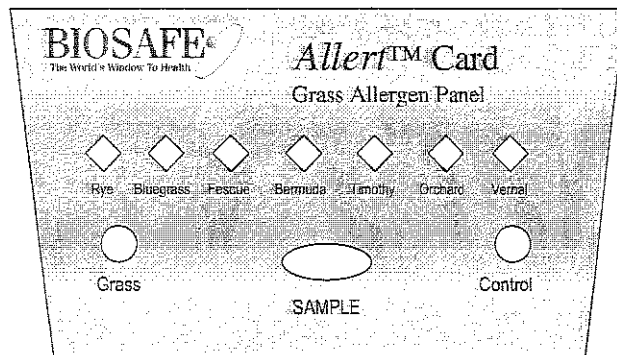 BIOSAFE®
The World's Window To Health
Allert™ Card
Grass Allergen Panel
Rye Bluegrass Fescue Bermuda Timothy Orchard Vernal
Grass
Control
SAMPLE